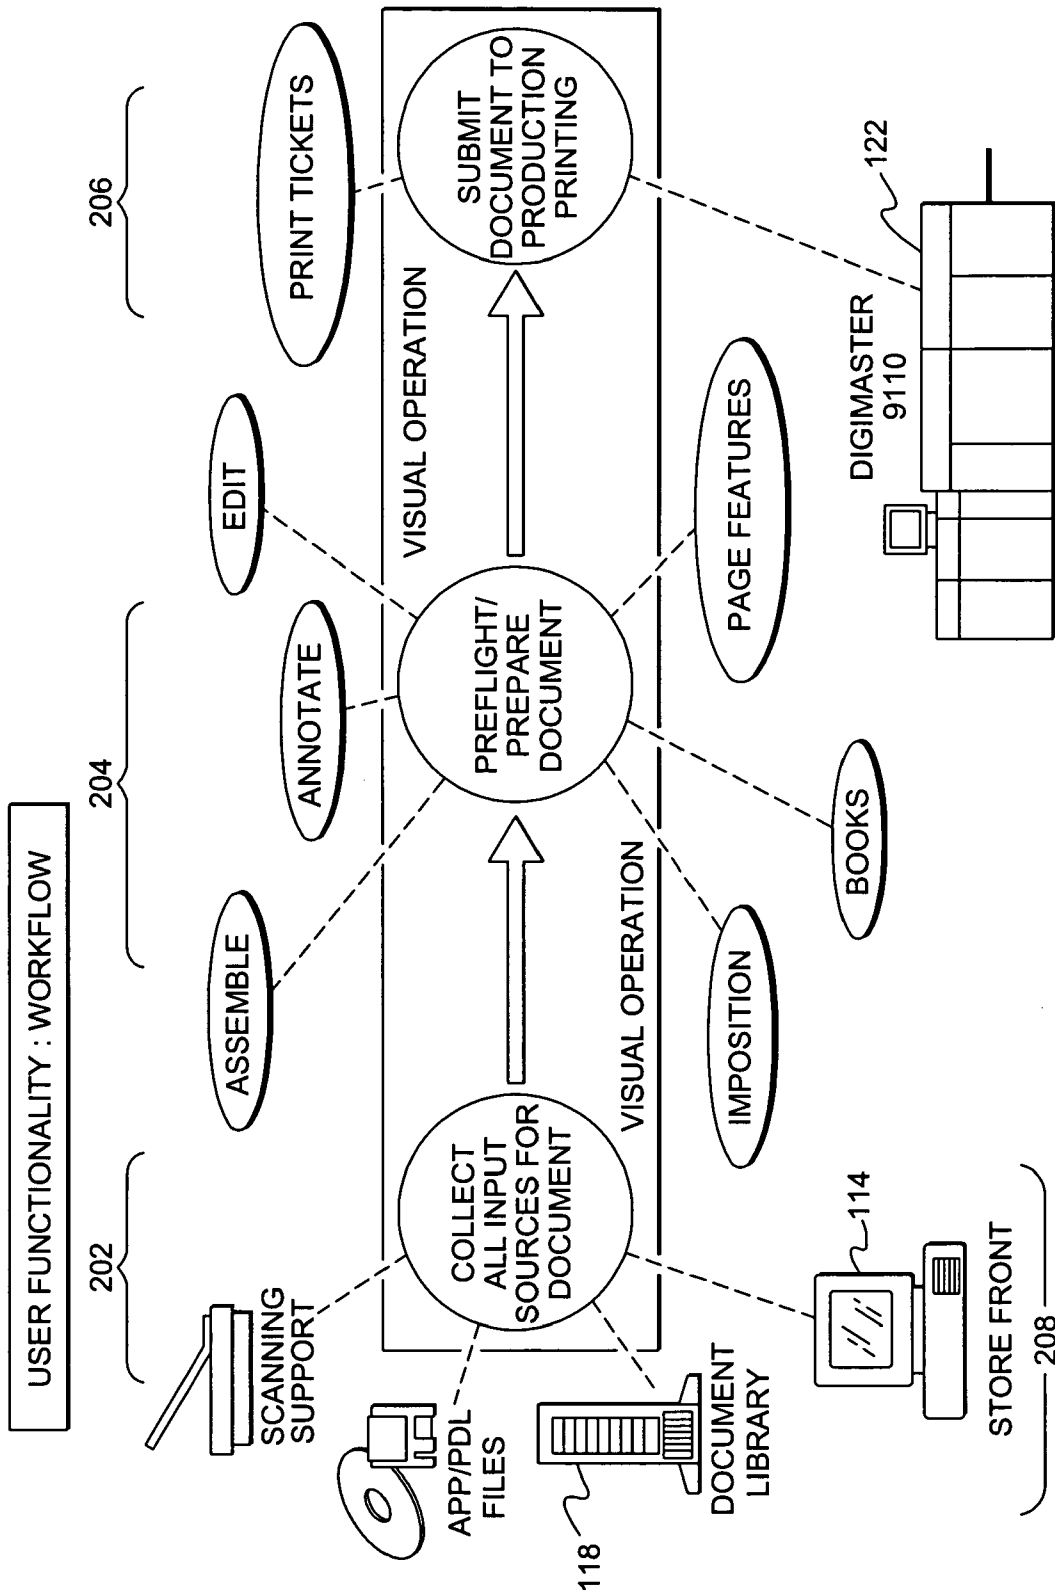 USER FUNCTIONALITY : WORKFLOW
202
204
206
SCANNING
SUPPORT
APP/PDL
FILES
118
DOCUMENT
LIBRARY
114
STORE FRONT
208
COLLECT
ALL INPUT
SOURCES FOR
DOCUMENT
VISUAL OPERATION
ASSEMBLE
ANNOTATE
EDIT
PREFLIGHT/
PREPARE
DOCUMENT
IMPOSITION
BOOKS
PAGE FEATURES
VISUAL OPERATION
PRINT TICKETS
SUBMIT
DOCUMENT TO
PRODUCTION
PRINTING
DIGIMASTER
9110
122